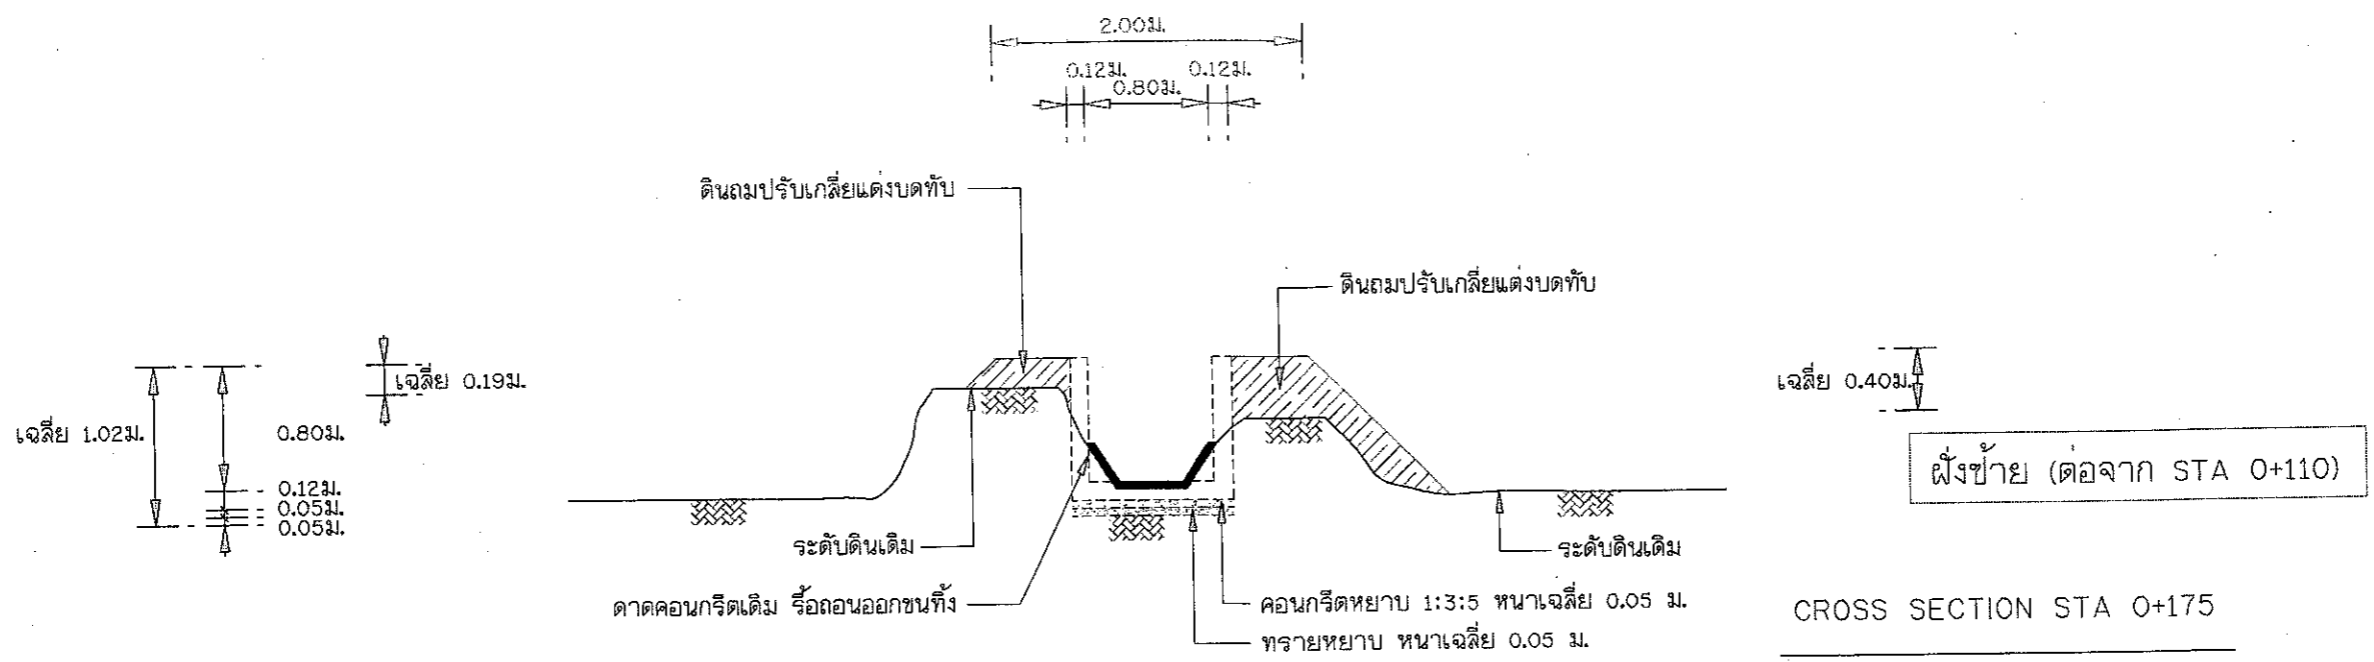 2.00ม.
0.12ม. 0.12ม.
0.80ม.
ดินถมปรับเกลี่ยแต่งบดทับ
ดินถมปรับเกลี่ยแต่งบดทับ
เฉลี่ย 0.19ม.
เฉลี่ย 0.40ม.
เฉลี่ย 1.02ม.
0.80ม.
0.12ม.
0.05ม.
0.05ม.
ฝั่งซ้าย (ต่อจาก STA 0+110)
ระดับดินเดิม
ระดับดินเดิม
ดาดคอนกรีตเดิม รื้อถอนออกขนทิ้ง
คอนกรีตหยาบ 1:3:5 หนาเฉลี่ย 0.05 ม.
ทรายหยาบ หนาเฉลี่ย 0.05 ม.
CROSS SECTION STA 0+175